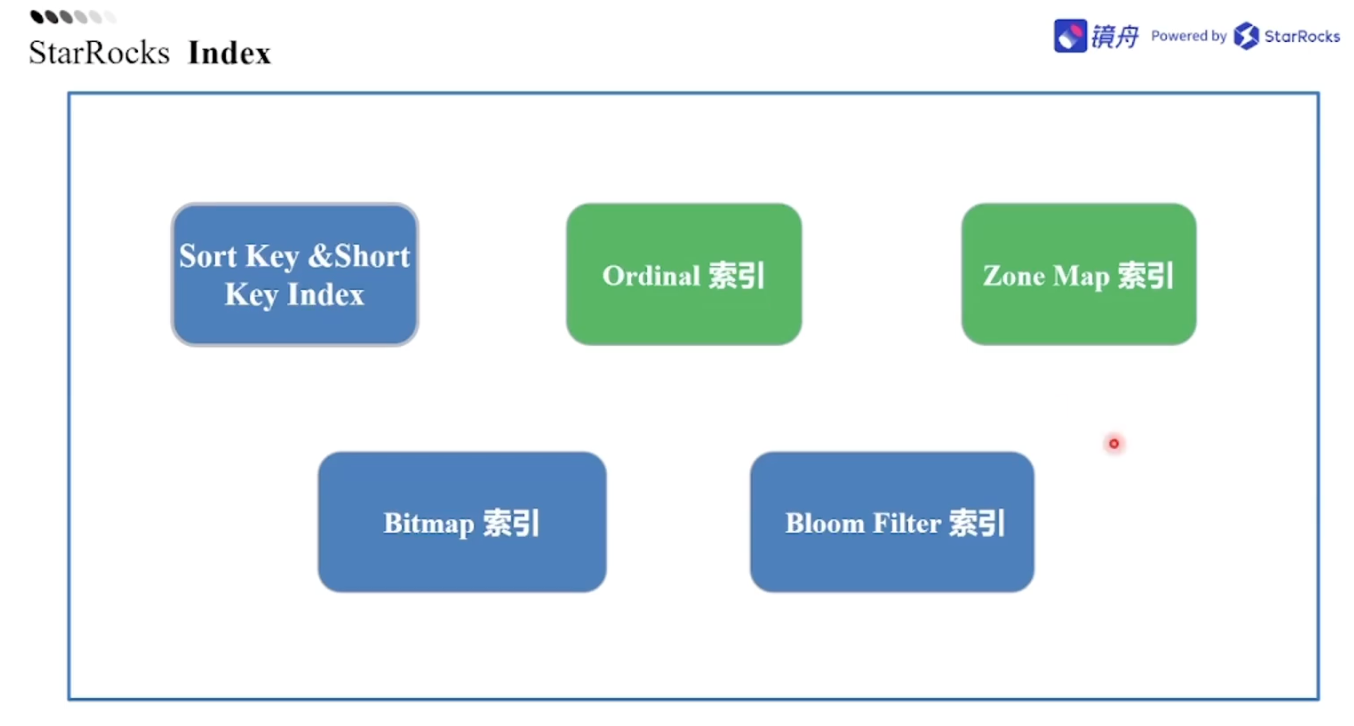 StarRocks Index
镜舟 Powered by StarRocks
Sort Key &Short
Key Index
Ordinal 索引
Zone Map 索引
Bitmap 索引
Bloom Filter 索引